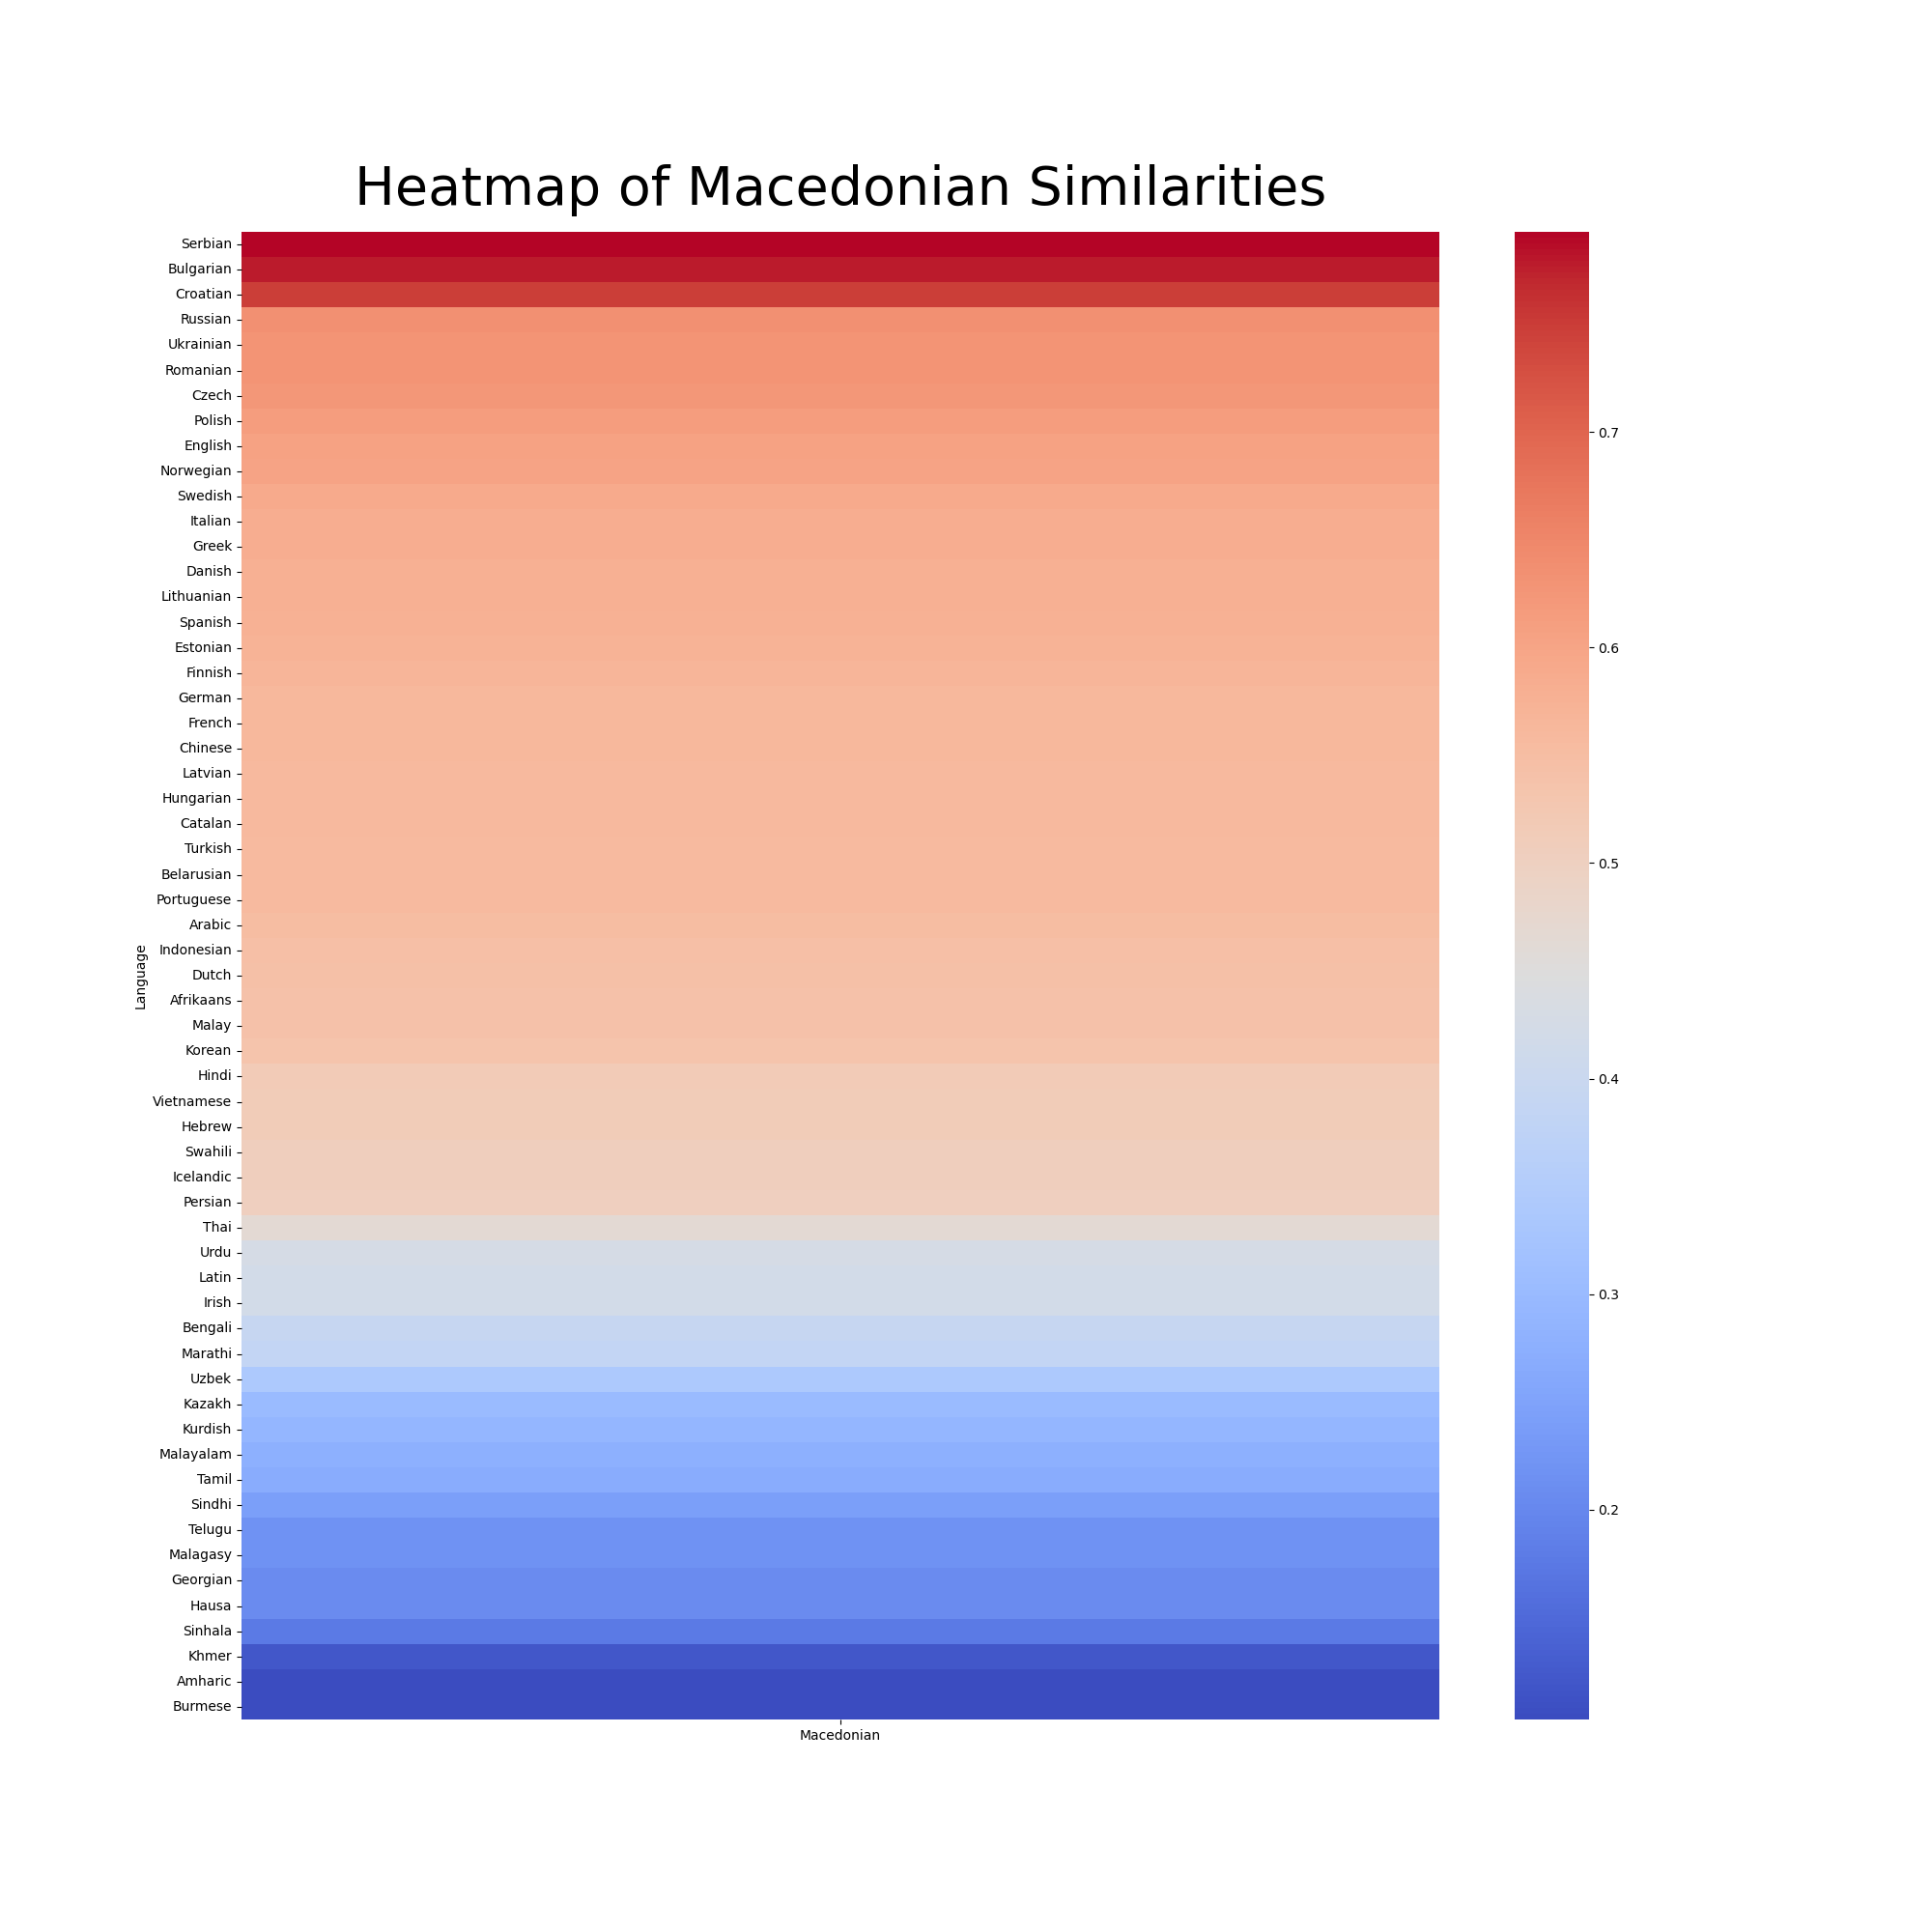 Heatmap of Macedonian Similarities
Serbian
Bulgarian
Croatian
Russian
Ukrainian
Romanian
Czech
Polish
English
Norwegian
Swedish
Italian
Greek
Danish
Lithuanian
Spanish
Estonian
Finnish
German
French
Chinese
Latvian
Hungarian
Catalan
Turkish
Belarusian
Portuguese
Arabic
Indonesian
Dutch
Afrikaans
Malay
Korean
Hindi
Vietnamese
Hebrew
Swahili
Icelandic
Persian
Thai
Urdu
Latin
Irish
Bengali
Marathi
Uzbek
Kazakh
Kurdish
Malayalam
Tamil
Sindhi
Telugu
Malagasy
Georgian
Hausa
Sinhala
Khmer
Amharic
Burmese
Language
Macedonian
0.7
0.6
0.5
0.4
0.3
0.2